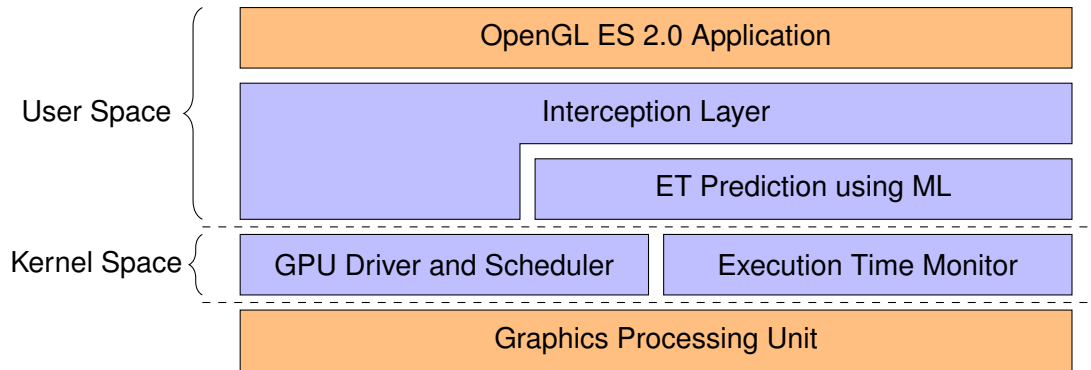 OpenGL ES 2.0 Application
User Space
Interception Layer
ET Prediction using ML
Kernel Space
GPU Driver and Scheduler
Execution Time Monitor
Graphics Processing Unit